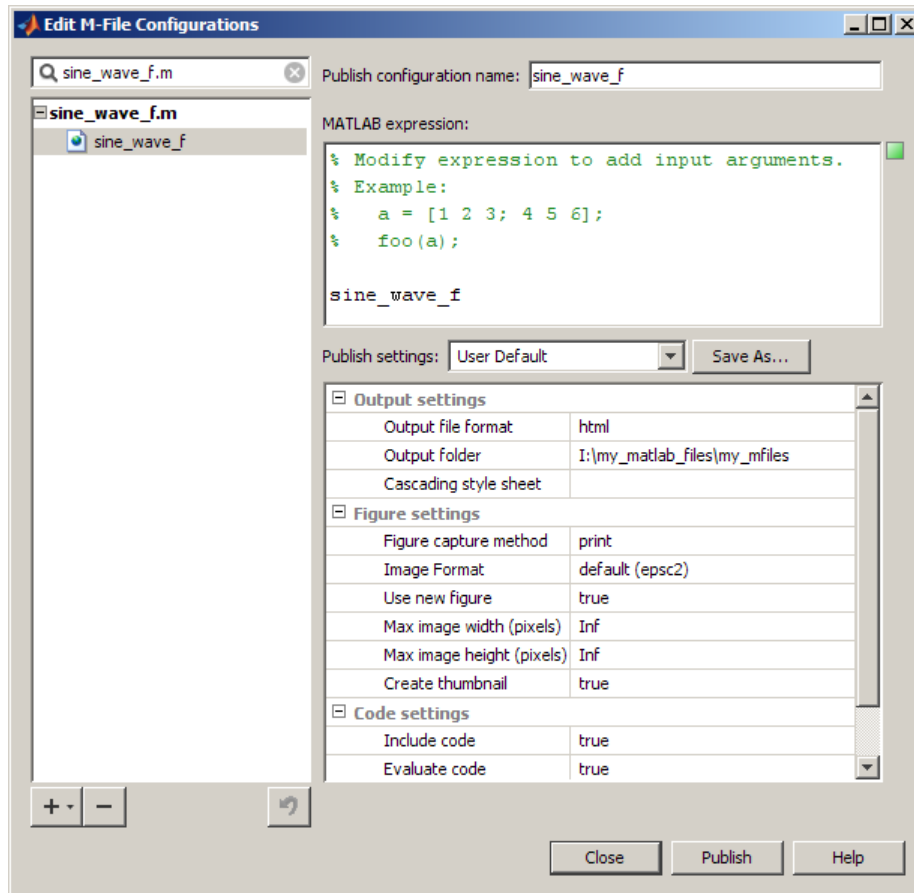 Edit M-File Configurations
sine_wave_f.m
sine_wave_f.m
sine_wave_f
Publish configuration name: sine_wave_f
MATLAB expression:
% Modify expression to add input arguments.
% Example:
%   a = [1 2 3; 4 5 6];
%   foo(a);
sine_wave_f
Publish settings: User Default Save As...
Output settings
Output file format html
Output folder I:\my_matlab_files\my_mfiles
Cascading style sheet
Figure settings
Figure capture method print
Image Format default (epsc2)
Use new figure true
Max image width (pixels) Inf
Max image height (pixels) Inf
Create thumbnail true
Code settings
Include code true
Evaluate code true
Close Publish Help